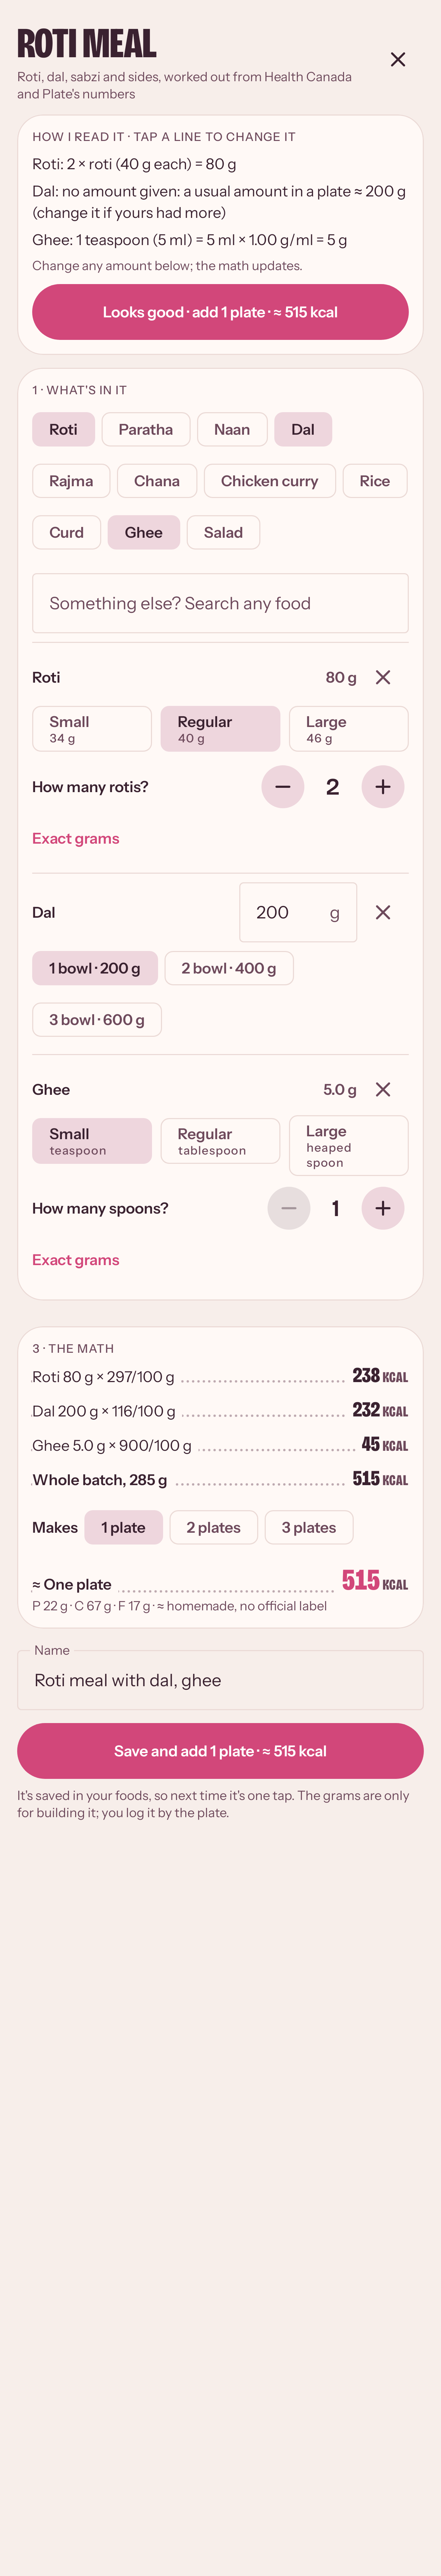 ROTI MEAL
Roti, dal, sabzi and sides, worked out from Health Canada
and Plate's numbers
HOW I READ IT · TAP A LINE TO CHANGE IT
Roti: 2 × roti (40 g each) = 80 g
Dal: no amount given: a usual amount in a plate ≈ 200 g
(change it if yours had more)
Ghee: 1 teaspoon (5 ml) = 5 ml × 1.00 g/ml = 5 g
Change any amount below; the math updates.
Looks good · add 1 plate · ≈ 515 kcal
1 · WHAT'S IN IT
Roti Paratha Naan Dal
Rajma Chana Chicken curry Rice
Curd Ghee Salad
Something else? Search any food
Roti 80 g
Small Regular Large
34 g 40 g 46 g
How many rotis? 2
Exact grams
Dal 200 g
1 bowl · 200 g 2 bowl · 400 g
3 bowl · 600 g
Ghee 5.0 g
Small Regular Large
teaspoon tablespoon heaped
spoon
How many spoons? 1
Exact grams
3 · THE MATH
Roti 80 g × 297/100 g 238 KCAL
Dal 200 g × 116/100 g 232 KCAL
Ghee 5.0 g × 900/100 g 45 KCAL
Whole batch, 285 g 515 KCAL
Makes 1 plate 2 plates 3 plates
≈ One plate 515 KCAL
P 22 g · C 67 g · F 17 g · ≈ homemade, no official label
Name
Roti meal with dal, ghee
Save and add 1 plate · ≈ 515 kcal
It's saved in your foods, so next time it's one tap. The grams are only
for building it; you log it by the plate.